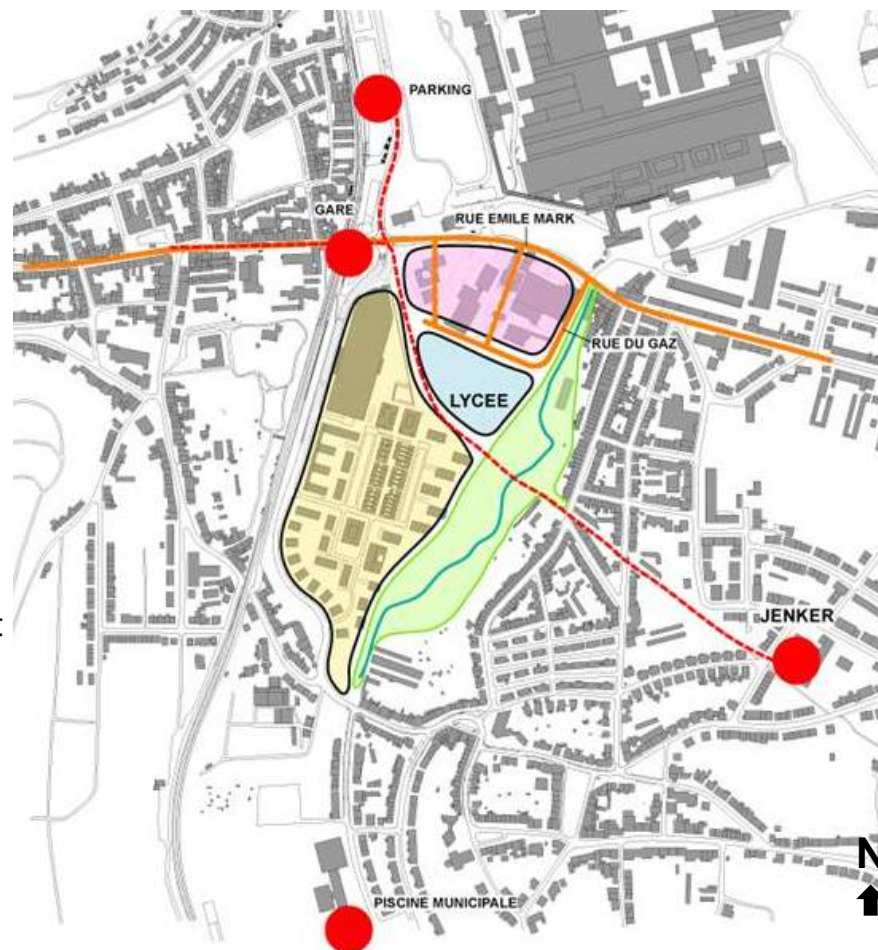 PARKING
GARE
RUE EMILE MARK
RUE DU GAZ
LYCEE
JENKER
N
PISCINE MUNICIPALE